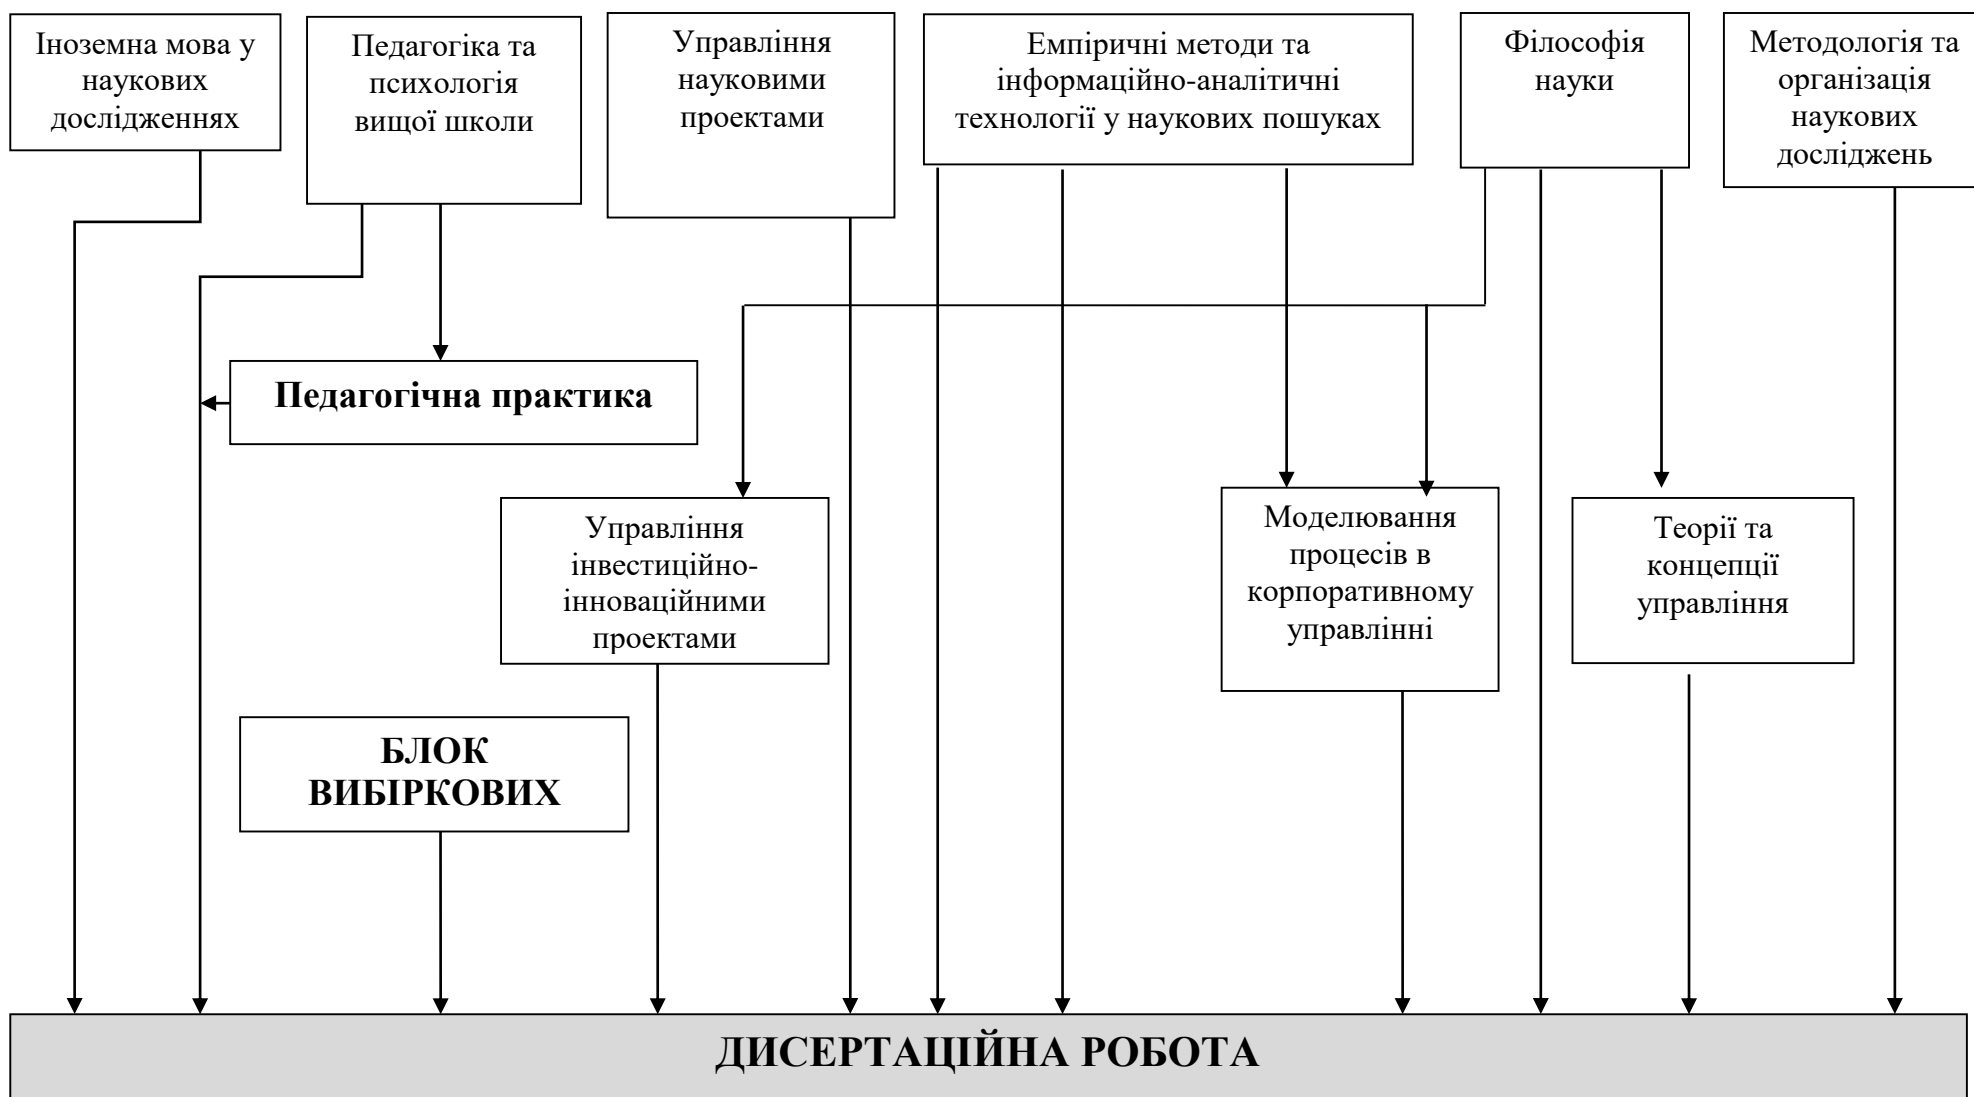 Іноземна мова у
наукових
дослідженнях
Педагогіка та
психологія
вищої школи
Управління
науковими
проектами
Емпіричні методи та
інформаційно-аналітичні
технології у наукових пошуках
Філософія
науки
Методологія та
організація
наукових
досліджень
Педагогічна практика
Управління
інвестиційно-
інноваційними
проектами
Моделювання
процесів в
корпоративному
управлінні
Теорії та
концепції
управління
БЛОК
ВИБІРКОВИХ
ДИСЕРТАЦІЙНА РОБОТА